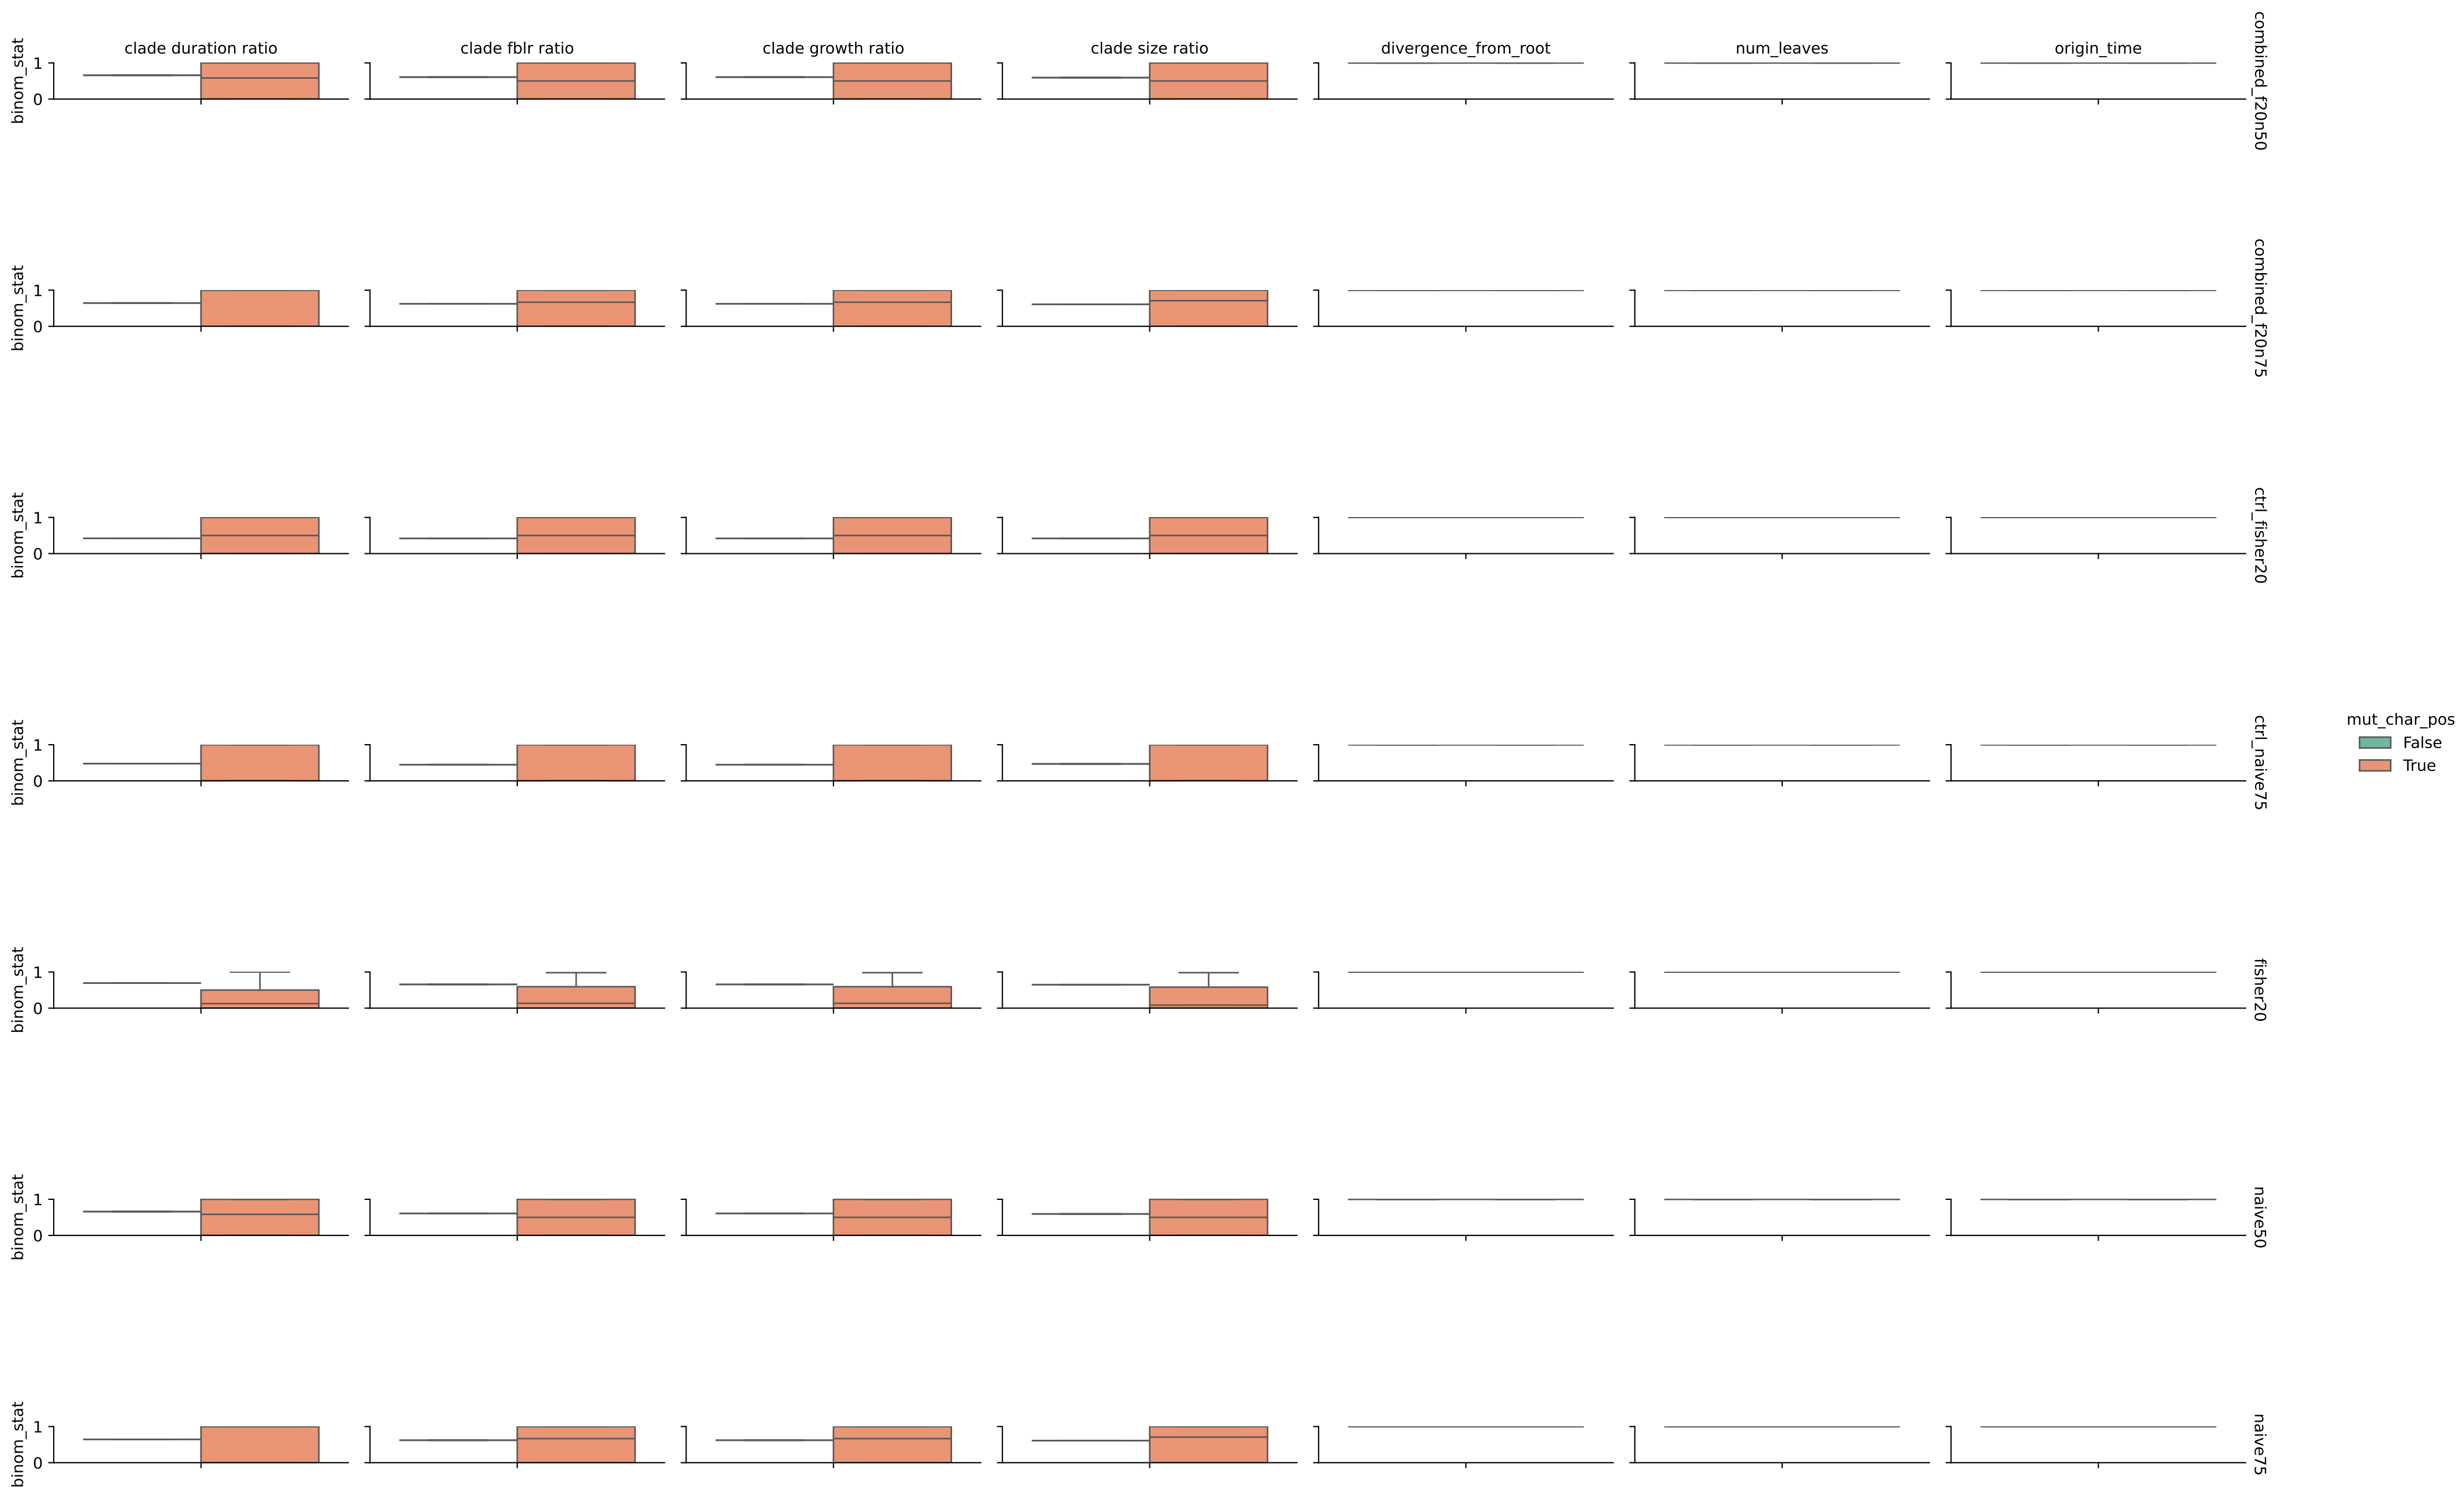 clade duration ratio
clade fblr ratio
clade growth ratio
clade size ratio
divergence_from_root
num_leaves
origin_time
binom_stat
1
0
combined_f20n50
binom_stat
1
0
combined_f20n75
binom_stat
1
0
ctrl_fisher20
binom_stat
1
0
ctrl_naive75
mut_char_pos
False
True
binom_stat
1
0
fisher20
binom_stat
1
0
naive50
binom_stat
1
0
naive75